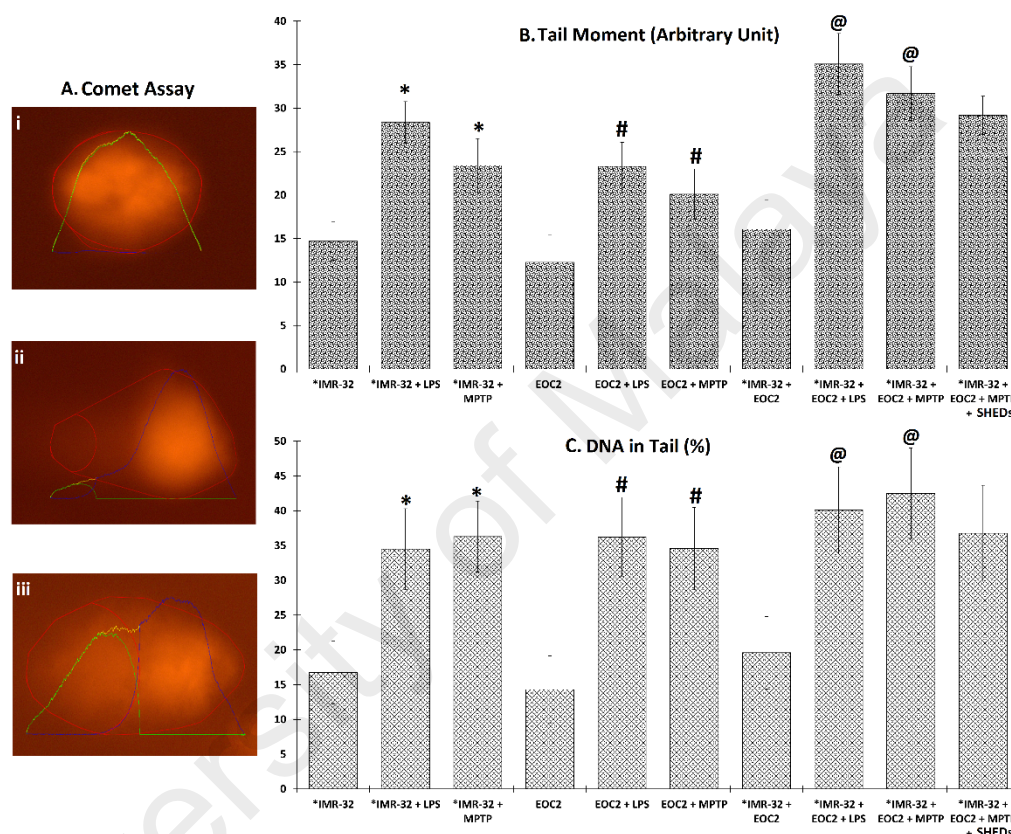 A. Comet Assay
i
ii
iii
B. Tail Moment (Arbitrary Unit)
40
35
30
25
20
15
10
5
0
*
*
#
#
@
@
*IMR-32
*IMR-32 + LPS
*IMR-32 +
MPTP
EOC2
EOC2 + LPS
EOC2 + MPTP
*IMR-32 +
EOC2
*IMR-32 +
EOC2 + LPS
*IMR-32 +
EOC2 + MPTP
*IMR-32 +
EOC2 + MPTP
+ SHEDs
C. DNA in Tail (%)
50
45
40
35
30
25
20
15
10
5
0
*
*
#
#
@
@
*IMR-32
*IMR-32 + LPS
*IMR-32 +
MPTP
EOC2
EOC2 + LPS
EOC2 + MPTP
*IMR-32 +
EOC2
*IMR-32 +
EOC2 + LPS
*IMR-32 +
EOC2 + MPTP
*IMR-32 +
EOC2 + MPTP
+ SHEDs
ersity of Malaya